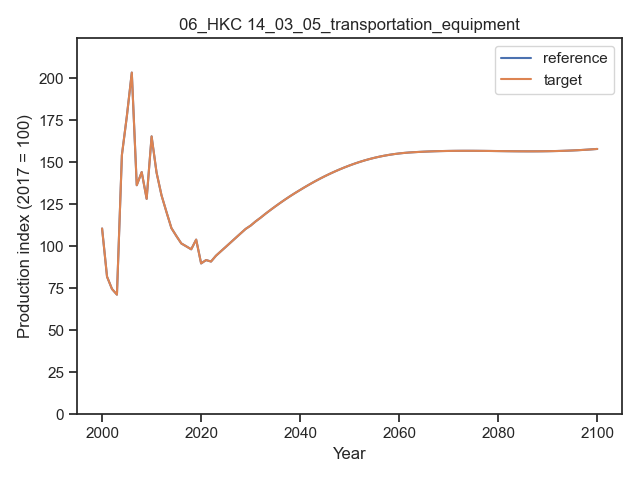 06_HKC 14_03_05_transportation_equipment
reference
target
Production index (2017 = 100)
200
175
150
125
100
75
50
25
0
2000 2020 2040 2060 2080 2100
Year